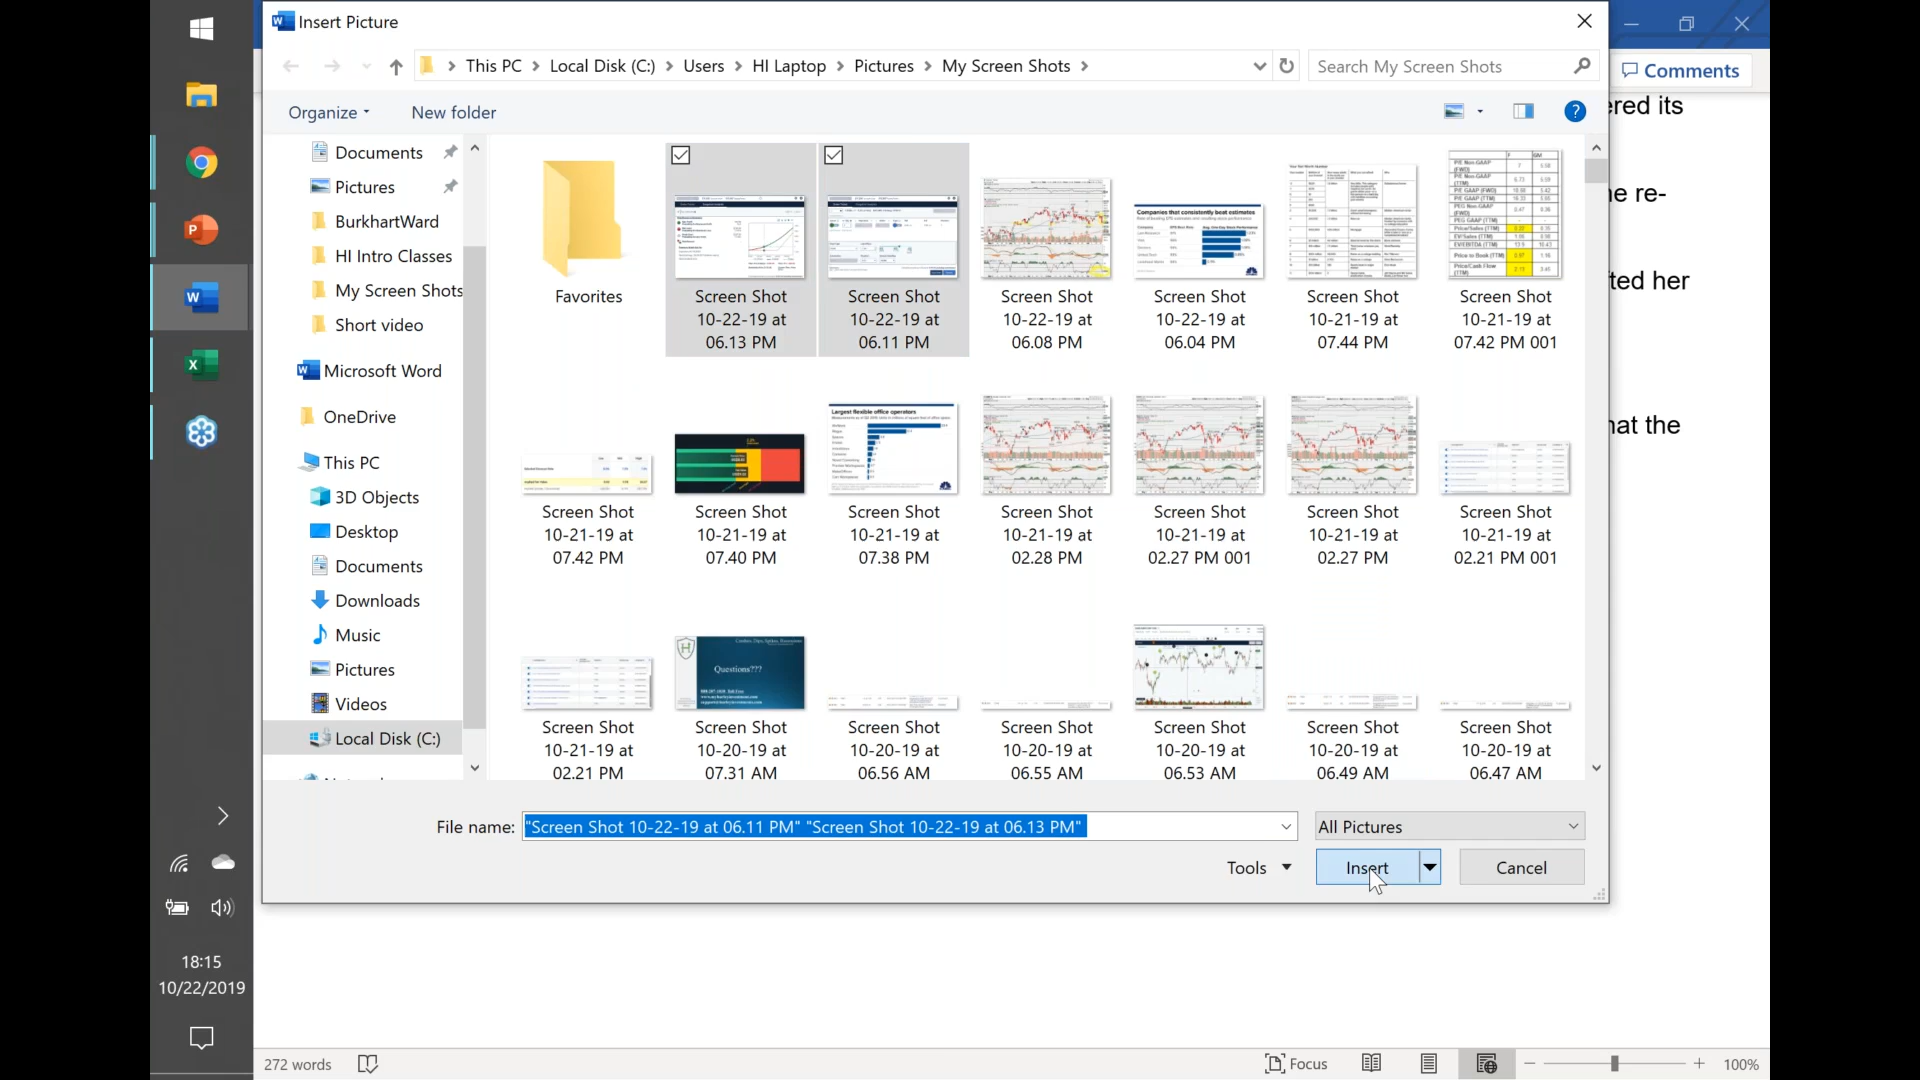 Insert Picture
This PC > Local Disk (C:) > Users > HI Laptop > Pictures > My Screen Shots >
Search My Screen Shots
Comments
Organize
New folder
ered its
ne re-
ted her
hat the
Documents
Pictures
BurkhartWard
HI Intro Classes
My Screen Shots
Short video
Microsoft Word
OneDrive
This PC
3D Objects
Desktop
Documents
Downloads
Music
Pictures
Videos
Local Disk (C:)
Companies that consistently beat estimates
Favorites
Screen Shot
10-22-19 at
06.13 PM
Screen Shot
10-22-19 at
06.11 PM
Screen Shot
10-22-19 at
06.08 PM
Screen Shot
10-22-19 at
06.04 PM
Screen Shot
10-21-19 at
07.44 PM
Screen Shot
10-21-19 at
07.42 PM 001
Largest flexible office operators
Screen Shot
10-21-19 at
07.42 PM
Screen Shot
10-21-19 at
07.40 PM
Screen Shot
10-21-19 at
07.38 PM
Screen Shot
10-21-19 at
02.28 PM
Screen Shot
10-21-19 at
02.27 PM 001
Screen Shot
10-21-19 at
02.27 PM
Screen Shot
10-21-19 at
02.21 PM 001
Questions???
Screen Shot
10-21-19 at
02.21 PM
Screen Shot
10-20-19 at
07.31 AM
Screen Shot
10-20-19 at
06.56 AM
Screen Shot
10-20-19 at
06.55 AM
Screen Shot
10-20-19 at
06.53 AM
Screen Shot
10-20-19 at
06.49 AM
Screen Shot
10-20-19 at
06.47 AM
File name: "Screen Shot 10-22-19 at 06.11 PM" "Screen Shot 10-22-19 at 06.13 PM"
All Pictures
Tools
Insert
Cancel
18:15
10/22/2019
272 words
Focus
100%